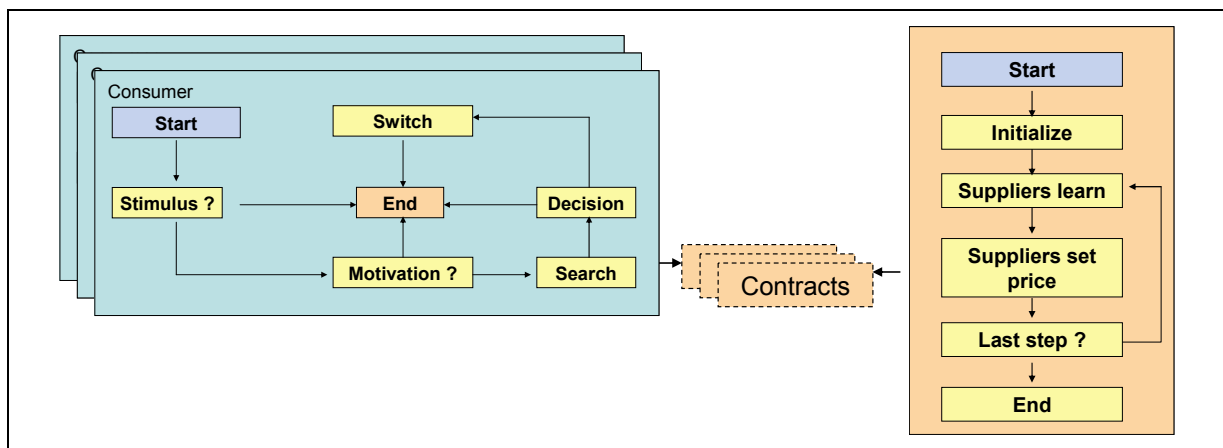 Consumer
Start
Switch
Stimulus ?
End
Decision
Motivation ?
Search
Contracts
Start
Initialize
Suppliers learn
Suppliers set
price
Last step ?
End